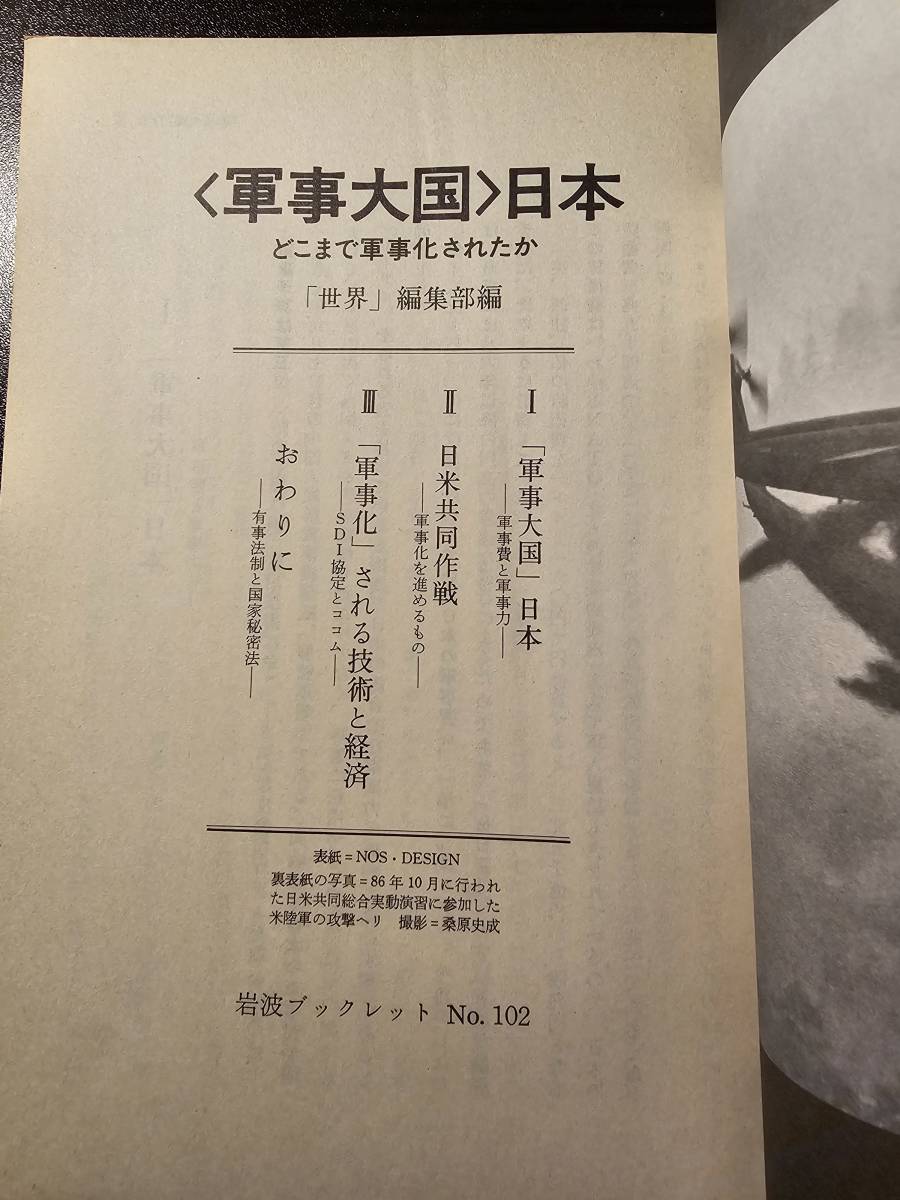 〈軍事大国〉日本
どこまで軍事化されたか
「世界」編集部編
Ⅰ 「軍事大国」日本
――軍事費と軍事力――
Ⅱ 日米共同作戦
――軍事化を進めるもの――
Ⅲ 「軍事化」される技術と経済
――SDI協定とココム――
おわりに
――有事法制と国家秘密法――
表紙=NOS・DESIGN
裏表紙の写真=86年10月に行われ
た日米共同総合実動演習に参加した
米陸軍の攻撃ヘリ 撮影=桑原史成
岩波ブックレット No. 102